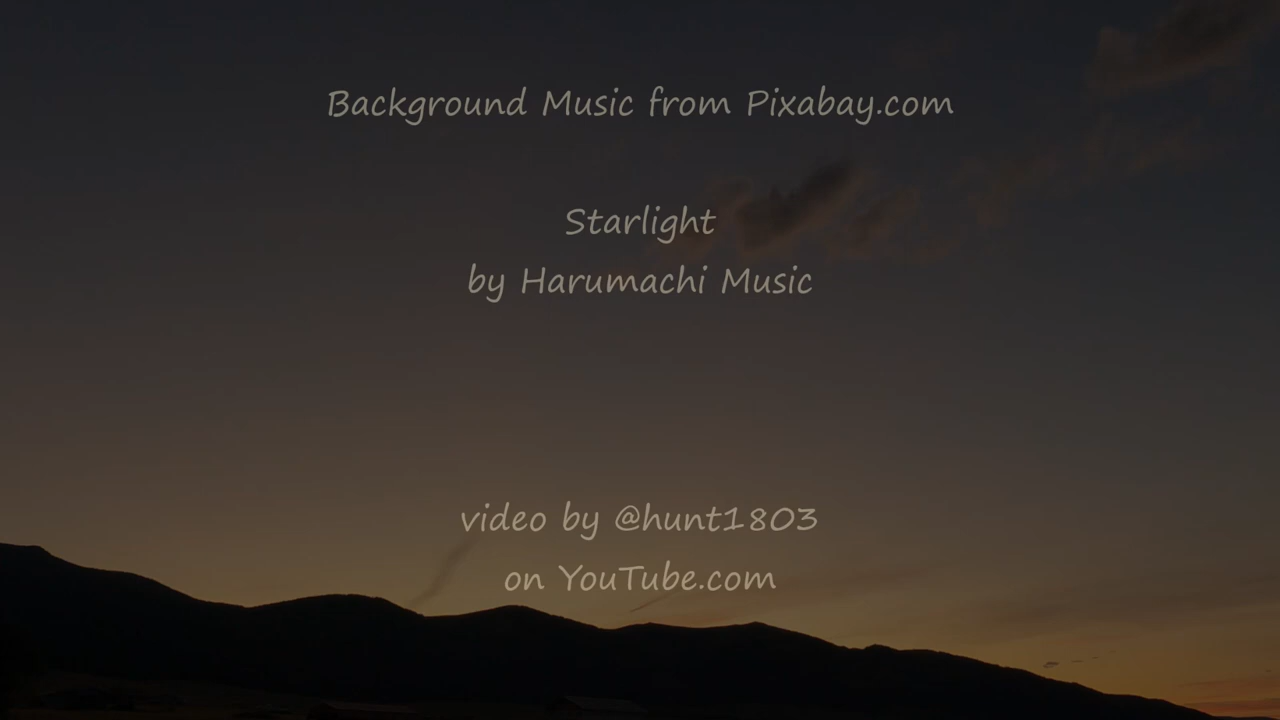 Background Music from Pixabay.com
Starlight
by Harumachi Music
video by @hunt1803
on YouTube.com